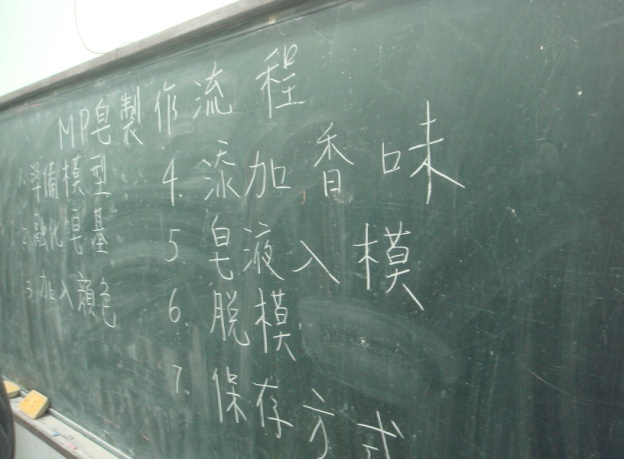 MP皂製作流程
1.準備模型
2.融化皂基
3.加入顏色
4.添加香味
5.皂液入模
6.脫模
7.保存方式